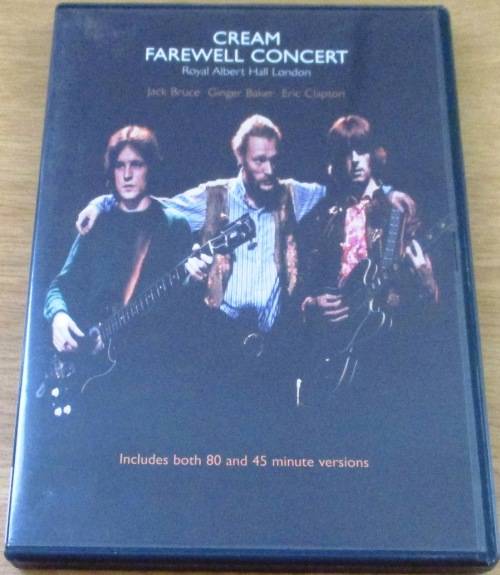 CREAM
FAREWELL CONCERT
Royal Albert Hall London
Jack Bruce Ginger Baker Eric Clapton
Includes both 80 and 45 minute versions